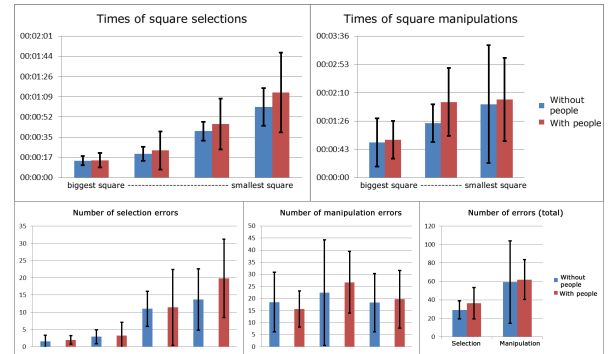 Times of square selections
00:02:01
00:01:44
00:01:26
00:01:09
00:00:52
00:00:35
00:00:17
00:00:00
biggest square ---------------------- smallest square
Times of square manipulations
00:03:36
00:02:53
00:02:10
00:01:26
00:00:43
00:00:00
biggest square ------------------- smallest square
Without
people
With people
Number of selection errors
35
30
25
20
15
10
5
0
Number of manipulation errors
50
45
40
35
30
25
20
15
10
5
0
Number of errors (total)
120
100
80
60
40
20
0
Selection
Manipulation
Without
people
With people